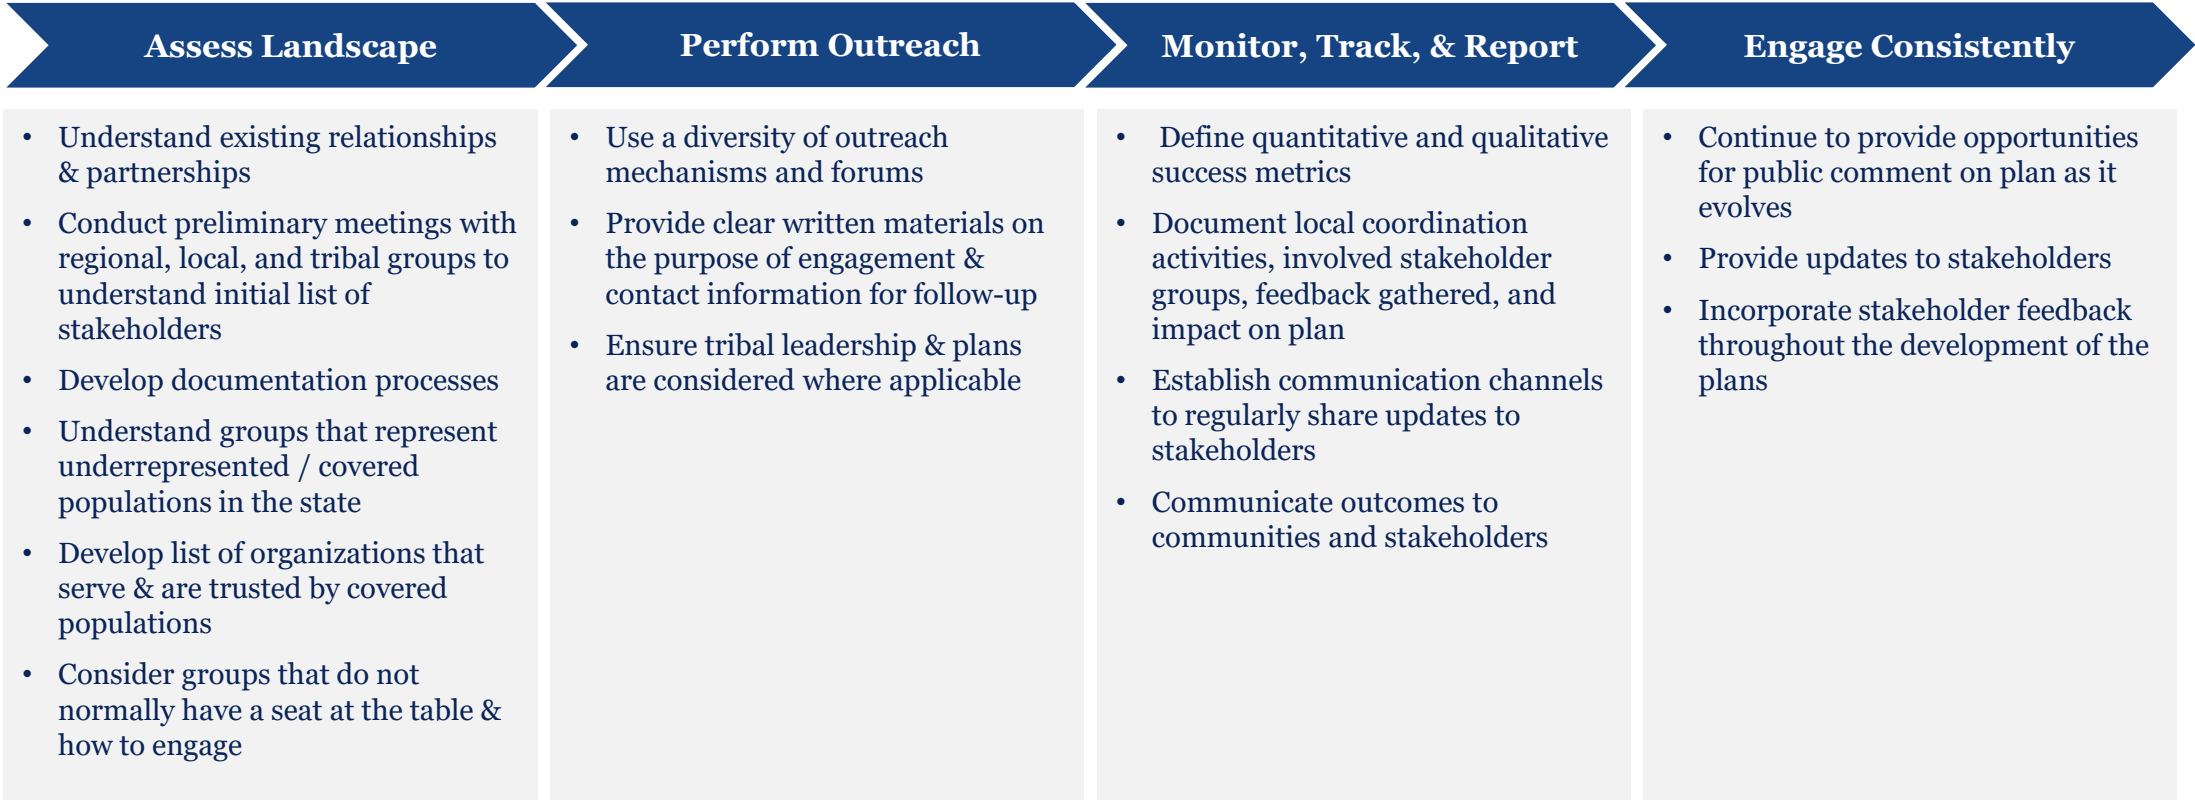 Assess Landscape
• Understand existing relationships
& partnerships
• Conduct preliminary meetings with
regional, local, and tribal groups to
understand initial list of
stakeholders
• Develop documentation processes
• Understand groups that represent
underrepresented / covered
populations in the state
• Develop list of organizations that
serve & are trusted by covered
populations
• Consider groups that do not
normally have a seat at the table &
how to engage
Perform Outreach
• Use a diversity of outreach
mechanisms and forums
• Provide clear written materials on
the purpose of engagement &
contact information for follow-up
• Ensure tribal leadership & plans
are considered where applicable
Monitor, Track, & Report
• Define quantitative and qualitative
success metrics
• Document local coordination
activities, involved stakeholder
groups, feedback gathered, and
impact on plan
• Establish communication channels
to regularly share updates to
stakeholders
• Communicate outcomes to
communities and stakeholders
Engage Consistently
• Continue to provide opportunities
for public comment on plan as it
evolves
• Provide updates to stakeholders
• Incorporate stakeholder feedback
throughout the development of the
plans